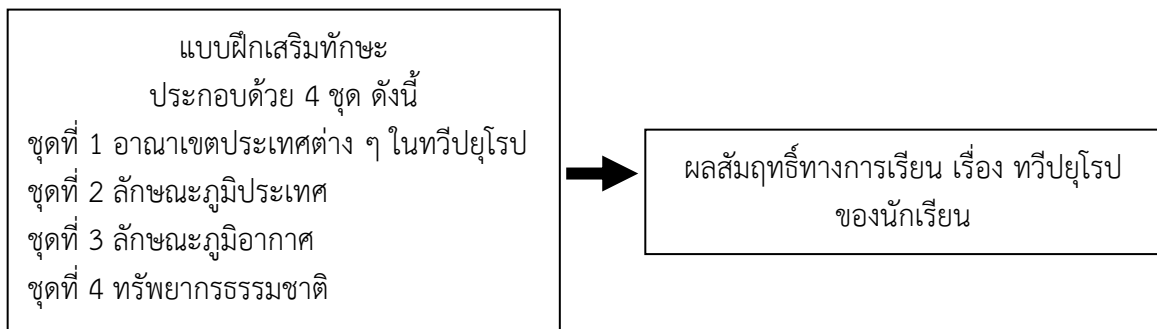 แบบฝึกเสริมทักษะ
ประกอบด้วย 4 ชุด ดังนี้
ชุดที่ 1 อาณาเขตประเทศต่าง ๆ ในทวีปยุโรป
ชุดที่ 2 ลักษณะภูมิประเทศ
ชุดที่ 3 ลักษณะภูมิอากาศ
ชุดที่ 4 ทรัพยากรธรรมชาติ
ผลสัมฤทธิ์ทางการเรียน เรื่อง ทวีปยุโรป
ของนักเรียน